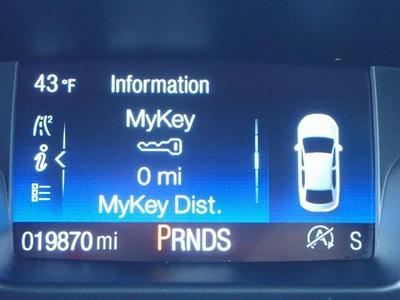 43°F Information
MyKey
0 mi
MyKey Dist.
019870 mi PRNDS S